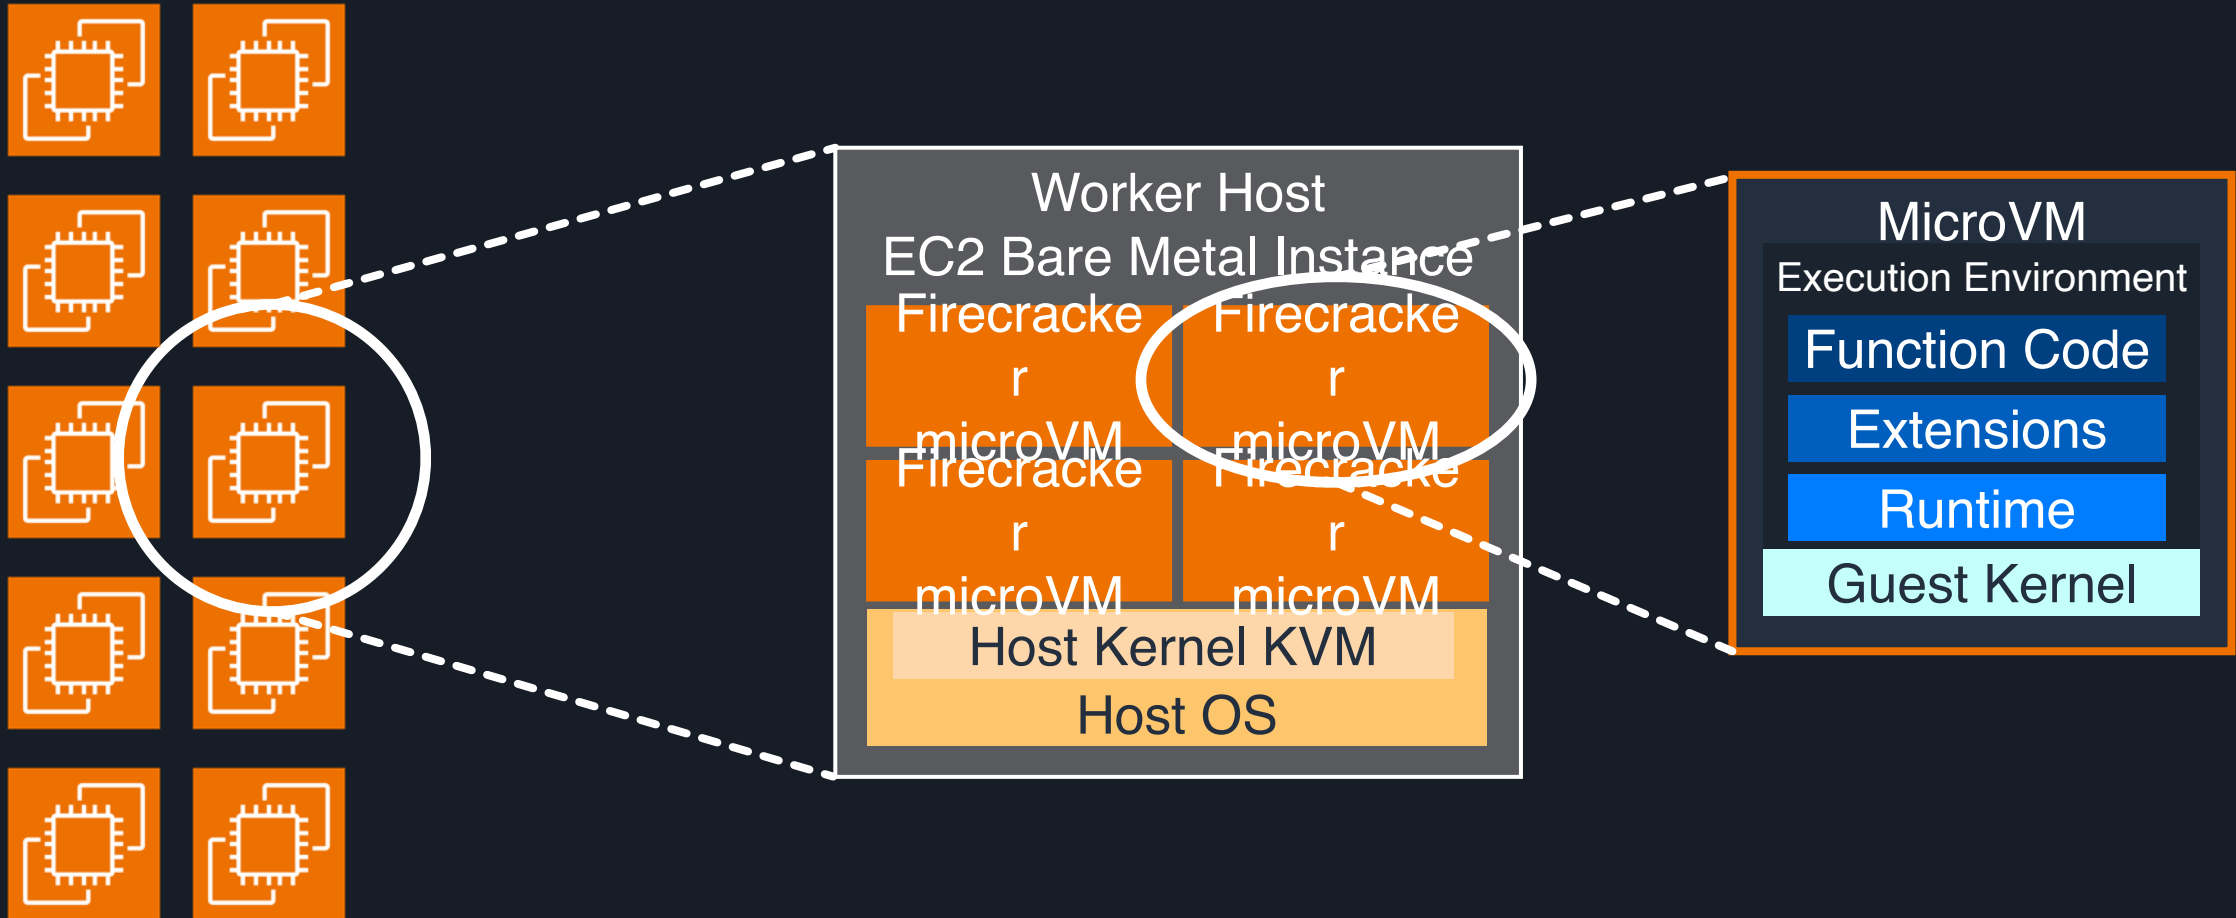 Worker Host
EC2 Bare Metal Instance
Firecracke
r
microVM
Firecracke
r
microVM
Firecracke
r
microVM
Firecracke
r
microVM
Host Kernel KVM
Host OS
MicroVM
Execution Environment
Function Code
Extensions
Runtime
Guest Kernel